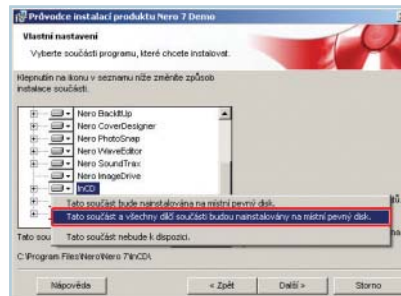 Průvodce instalací produktu Nero 7 Demo
Vlastní nastavení
Vyberte součásti programu, které chcete instalovat.
Klepnutím na ikonu v seznamu níže změníte způsob
instalace součásti.
Nero BackItUp
Nero CoverDesigner
Nero PhotoSnap
Nero WaveEditor
Nero SoundTrax
Nero ImageDrive
InCD
Tato součást bude nainstalována na místní pevný disk.
Tato součást a všechny dílčí součásti budou nainstalovány na místní pevný disk.
Tato součást nebude k dispozici.
Tato sou
C:\Program Files\Nero\Nero 7\InCD\
Nápověda
< Zpět
Další >
Storno